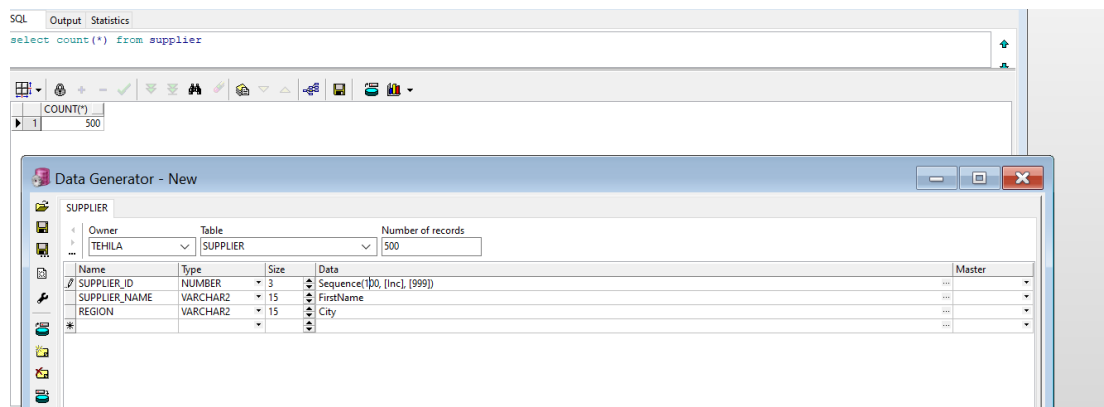 SQL Output Statistics
select count(*) from supplier
COUNT(*)
1 500
Data Generator - New
SUPPLIER
Owner Table Number of records
TEHILA SUPPLIER 500
Name Type Size Data Master
SUPPLIER_ID NUMBER 3 Sequence(100, [Inc], [999])
SUPPLIER_NAME VARCHAR2 15 FirstName
REGION VARCHAR2 15 City